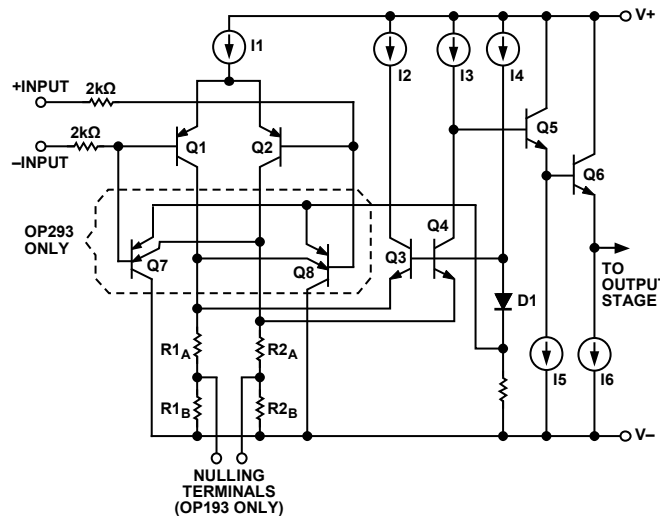 V+
I1
I2
I3
I4
+INPUT
2kΩ
–INPUT
2kΩ
Q1
Q2
Q5
Q6
OP293
ONLY
Q7
Q8
Q3
Q4
D1
TO
OUTPUT
STAGE
R1A
R2A
I5
I6
R1B
R2B
V–
NULLING
TERMINALS
(OP193 ONLY)